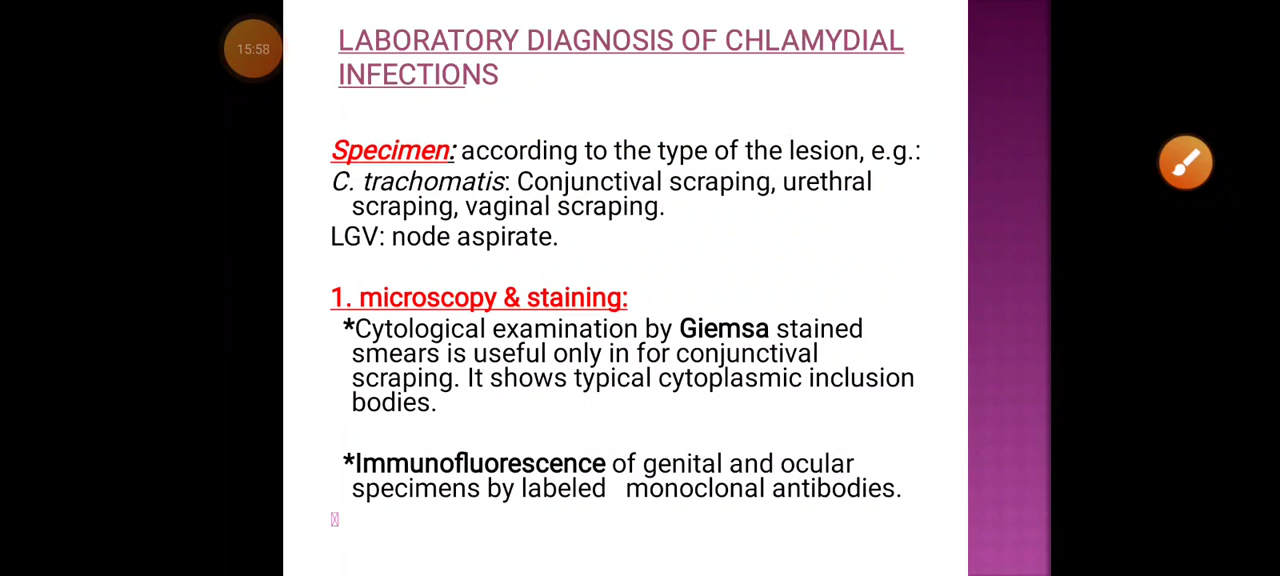 15:58
LABORATORY DIAGNOSIS OF CHLAMYDIAL
INFECTIONS
Specimen: according to the type of the lesion, e.g.:
C. trachomatis: Conjunctival scraping, urethral
scraping, vaginal scraping.
LGV: node aspirate.
1. microscopy & staining:
*Cytological examination by Giemsa stained
smears is useful only in for conjunctival
scraping. It shows typical cytoplasmic inclusion
bodies.
*Immunofluorescence of genital and ocular
specimens by labeled monoclonal antibodies.